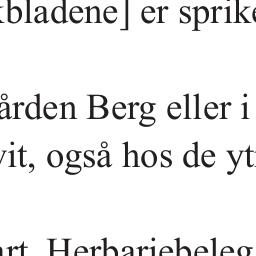 kbladene] er sprike
ården Berg eller i
vit, også hos de yt
art. Herbariebeleg